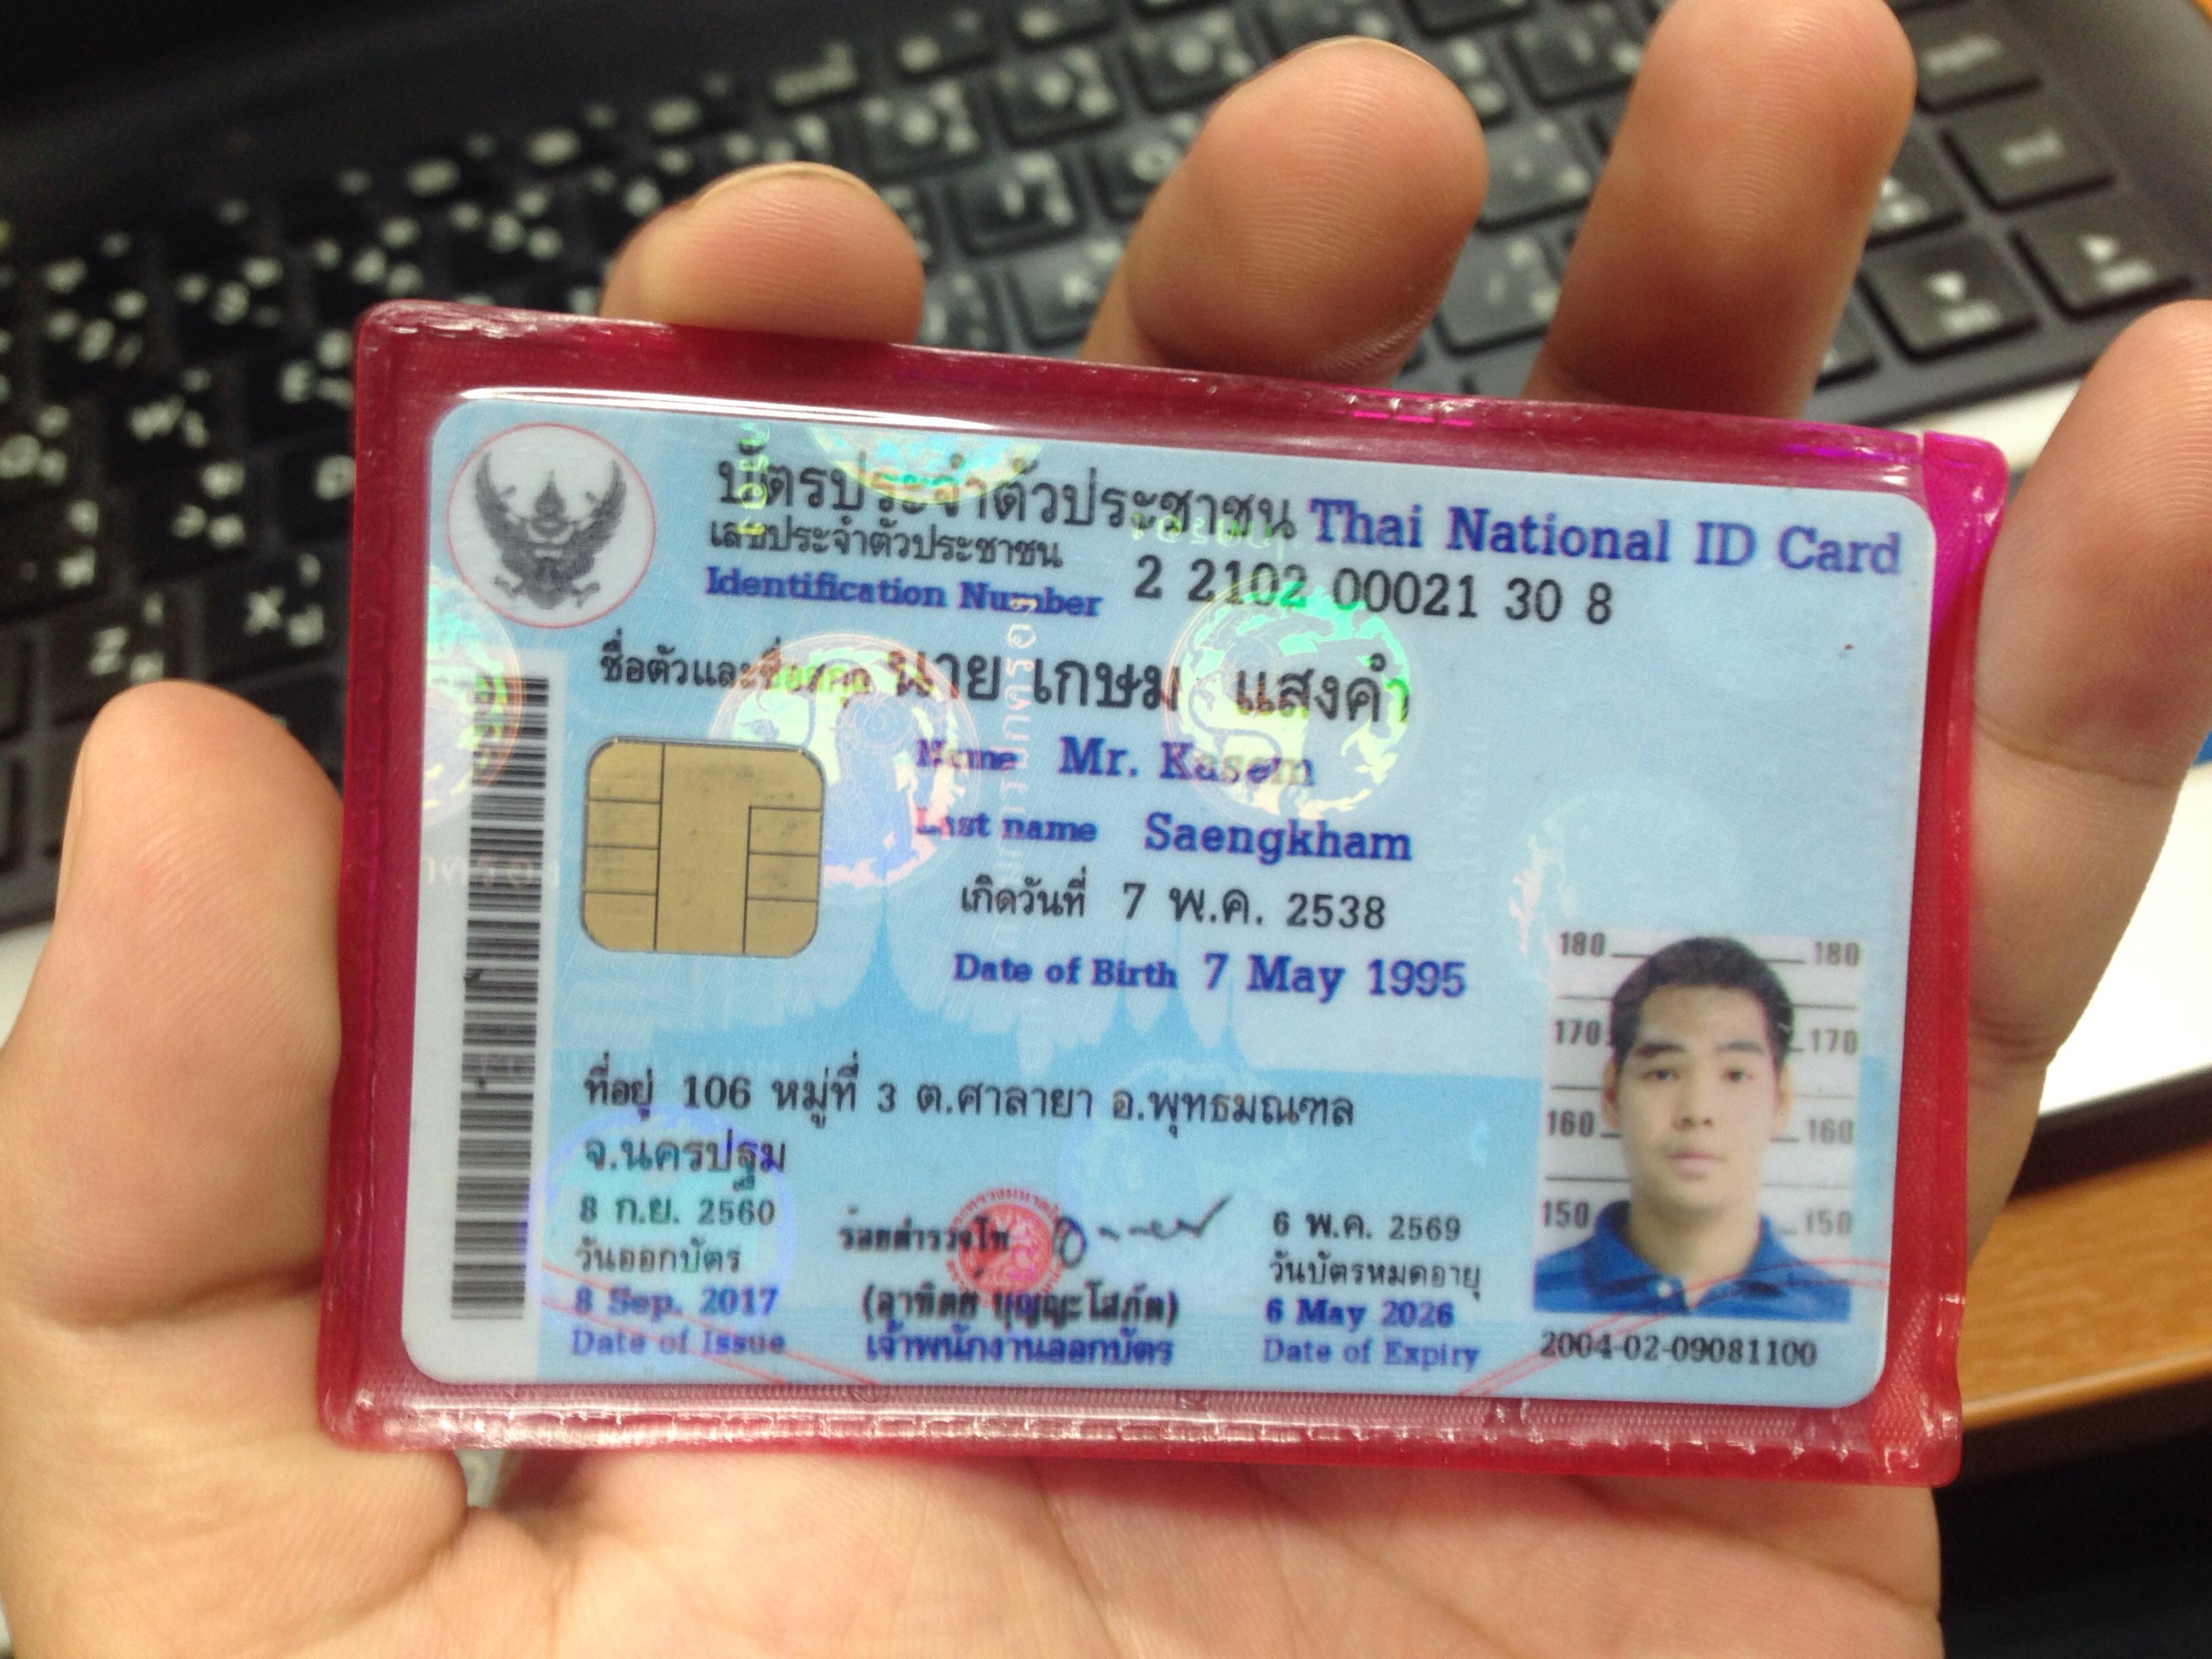 บัตรประจำตัวประชาชน Thai National ID Card
เลขประจำตัวประชาชน
Identification Number 2 2102 00021 30 8
ชื่อตัวและชื่อสกุล นาย เกษม แสงคำ
Name Mr. Kasem
Last name Saengkham
เกิดวันที่ 7 พ.ค. 2538
Date of Birth 7 May 1995
ที่อยู่ 106 หมู่ที่ 3 ต.ศาลายา อ.พุทธมณฑล
จ.นครปฐม
8 ก.ย. 2560
วันออกบัตร
8 Sep. 2017
Date of Issue
ร้อยตำรวจโท
เจ้าพนักงานออกบัตร
6 พ.ค. 2569
วันบัตรหมดอายุ
6 May 2026
Date of Expiry
180 180
170 170
160 160
150 150
2004-02-09081100